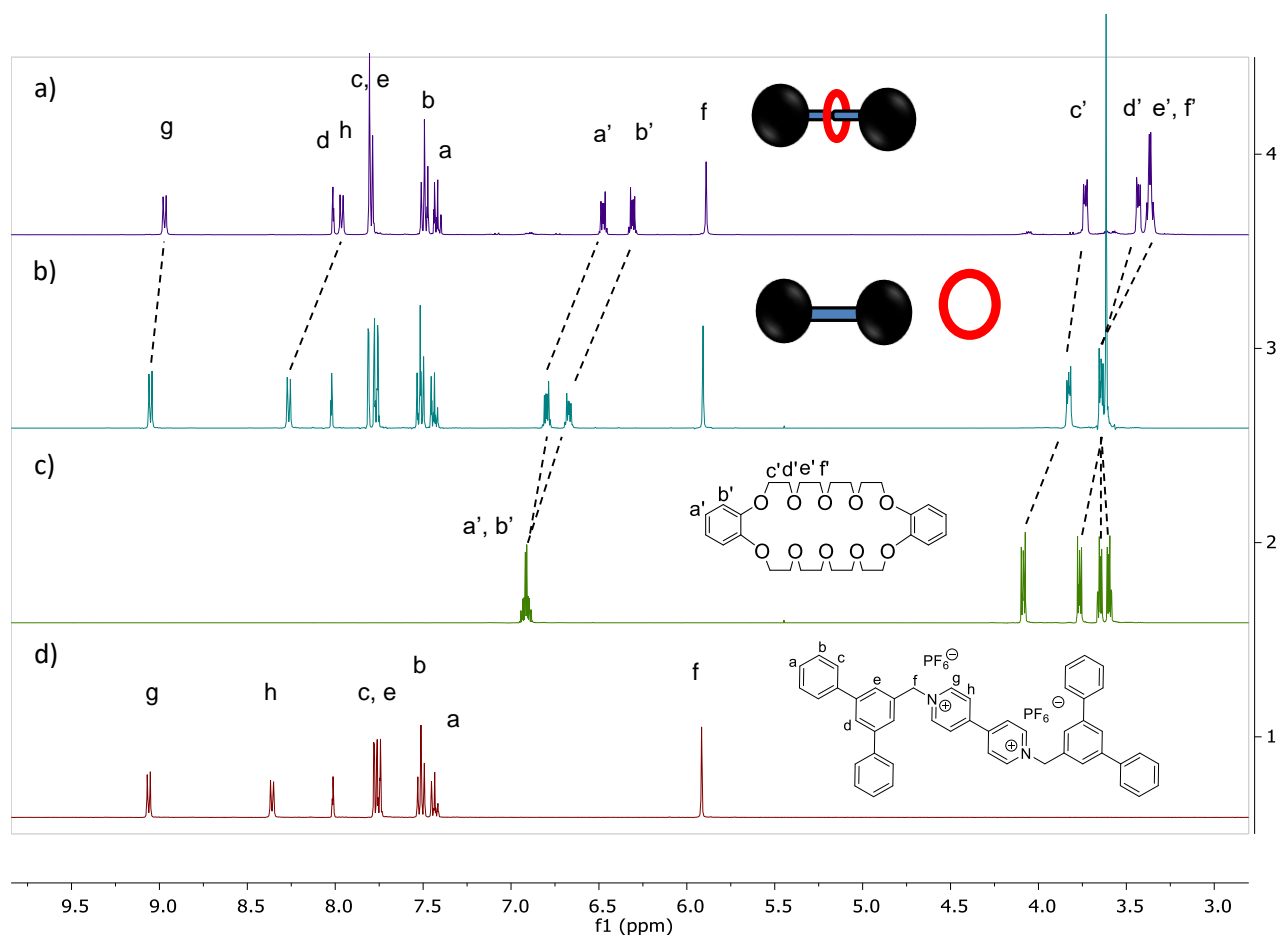 a)
g
d
h
c, e
b
a
a’
b’
f
c’
d’
e’, f’
4
b)
3
c)
a’, b’
c'
d'
e'
f'
a'
b'
O O O O
O O O O
2
d)
g
h
c, e
b
a
f
a
b
c
d
e
f
g
h
PF6⊖
PF6⊖
N
+
N
+
1
9.5 9.0 8.5 8.0 7.5 7.0 6.5 6.0 5.5 5.0 4.5 4.0 3.5 3.0
f1 (ppm)